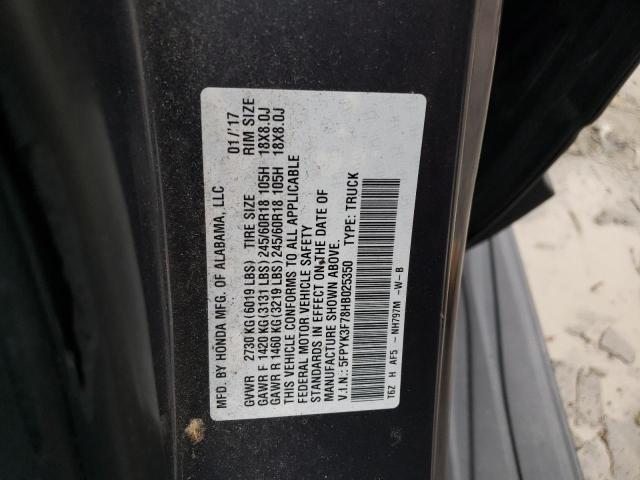 MFD. BY HONDA MFG. OF ALABAMA, LLC 01/'17
GVWR 2730 KG (6019 LBS) TIRE SIZE RIM SIZE
GAWR F 1420 KG (3131 LBS) 245/60R18 105H 18X8.0J
GAWR R 1460 KG (3219 LBS) 245/60R18 105H 18X8.0J
THIS VEHICLE CONFORMS TO ALL APPLICABLE
FEDERAL MOTOR VEHICLE SAFETY
STANDARDS IN EFFECT ON THE DATE OF
MANUFACTURE SHOWN ABOVE.
V.I.N.: 5FPYK3F78HB025350 TYPE: TRUCK
T6Z H AF5 - NH797M -W-B